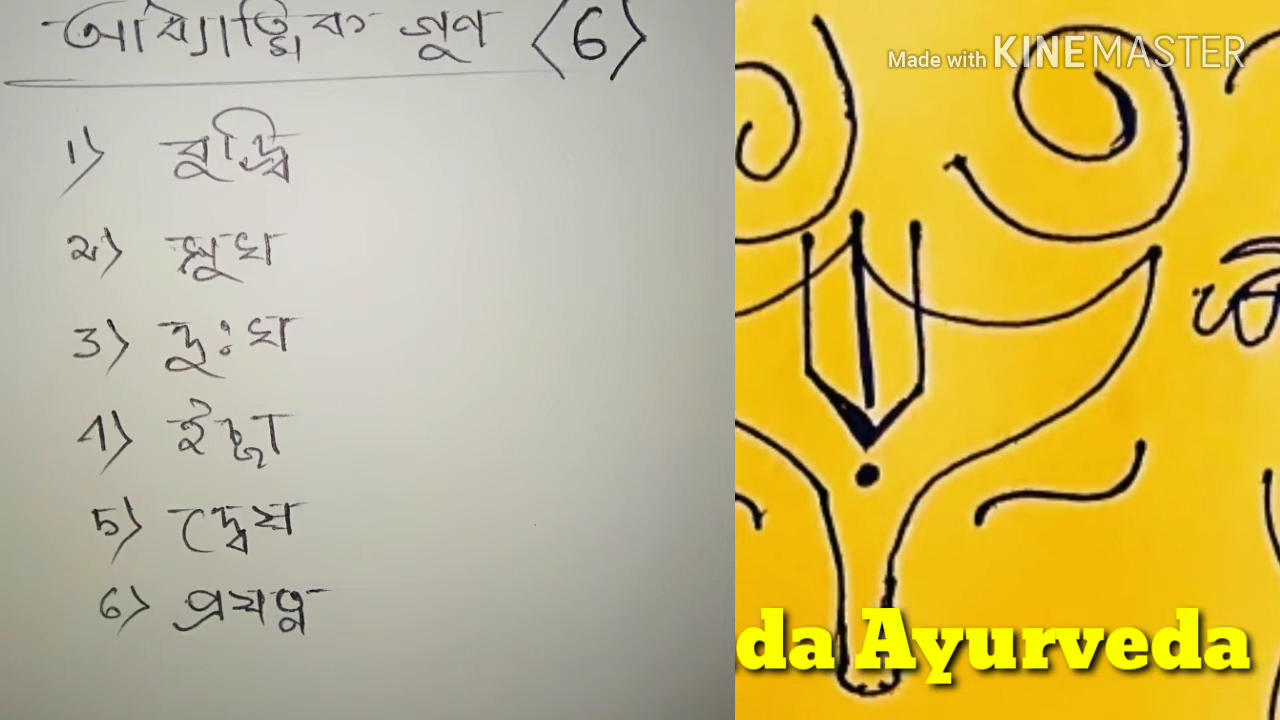 আধ্যাত্মিক গুণ <6>
1) বুদ্ধি
2) সুখ
3) দুঃখ
4) ইচ্ছা
5) দ্বেষ
6) প্রযত্ন
Made with KINEMASTER
da Ayurveda